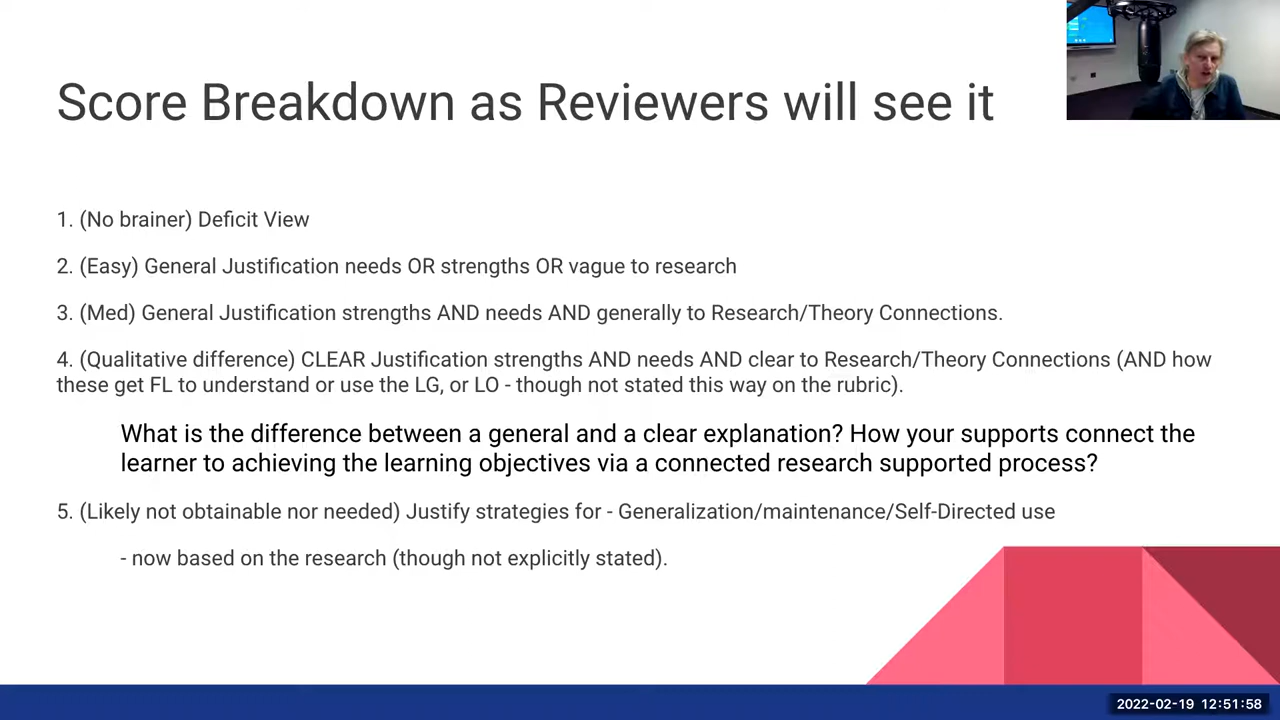 Score Breakdown as Reviewers will see it
1. (No brainer) Deficit View
2. (Easy) General Justification needs OR strengths OR vague to research
3. (Med) General Justification strengths AND needs AND generally to Research/Theory Connections.
4. (Qualitative difference) CLEAR Justification strengths AND needs AND clear to Research/Theory Connections (AND how
these get FL to understand or use the LG, or LO - though not stated this way on the rubric).
What is the difference between a general and a clear explanation? How your supports connect the
learner to achieving the learning objectives via a connected research supported process?
5. (Likely not obtainable nor needed) Justify strategies for - Generalization/maintenance/Self-Directed use
- now based on the research (though not explicitly stated).
2022-02-19 12:51:58